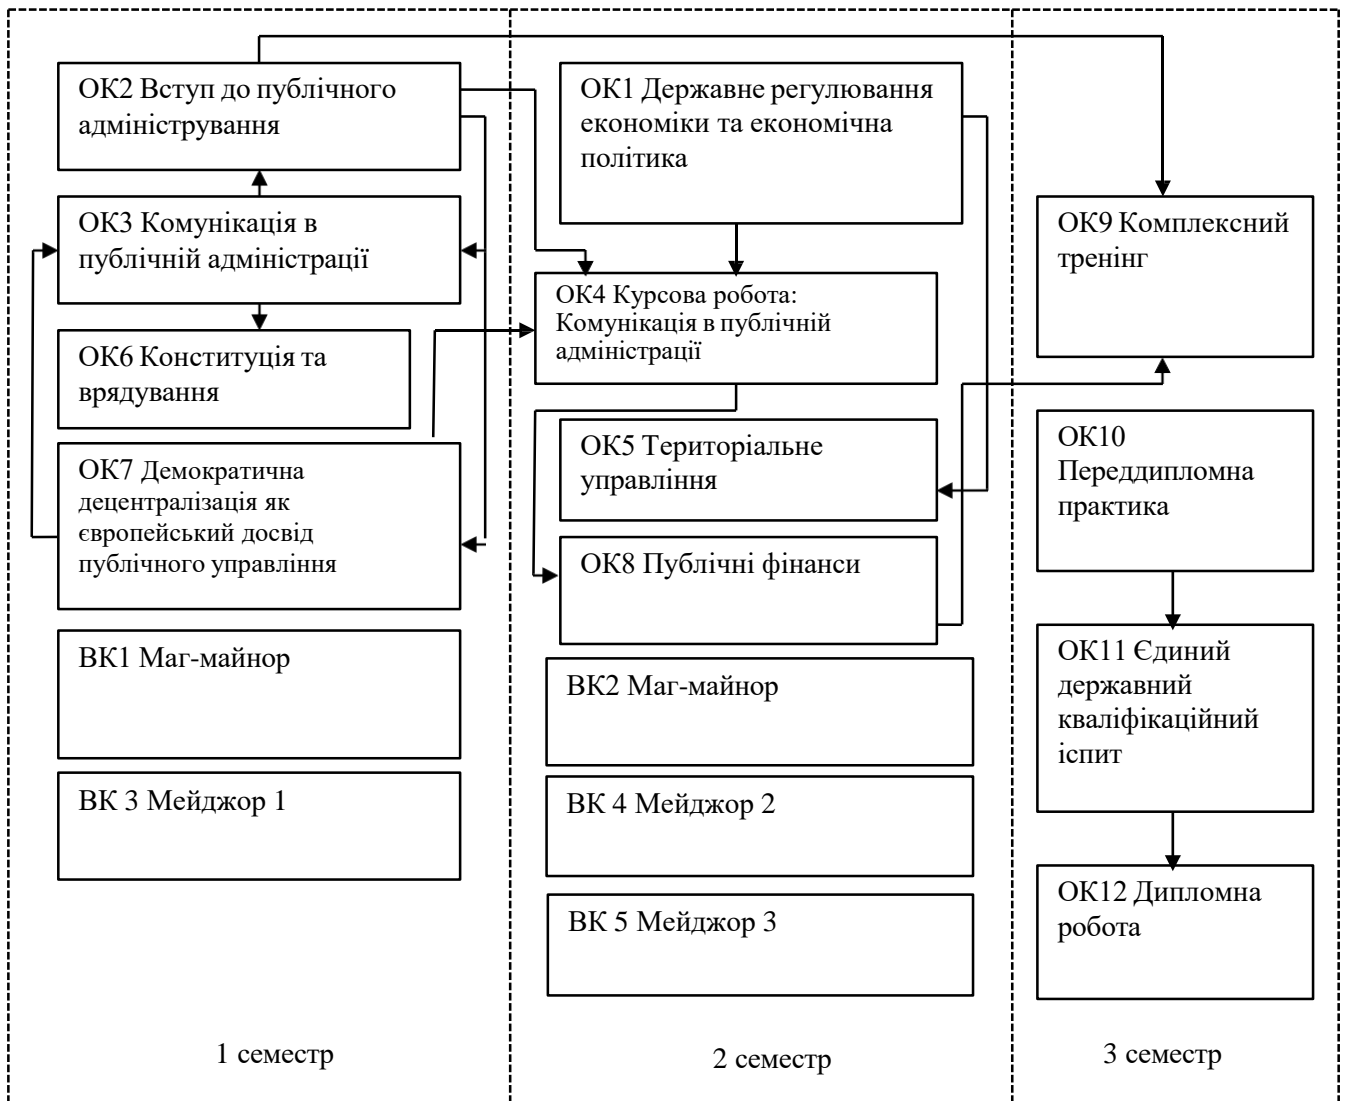 ОК2 Вступ до публічного
адміністрування
ОК3 Комунікація в
публічній адміністрації
ОК6 Конституція та
врядування
ОК7 Демократична
децентралізація як
європейський досвід
публічного управління
ВК1 Маг-майнор
ВК 3 Мейджор 1
1 семестр
ОК1 Державне регулювання
економіки та економічна
політика
ОК4 Курсова робота:
Комунікація в публічній
адміністрації
ОК5 Територіальне
управління
ОК8 Публічні фінанси
ВК2 Маг-майнор
ВК 4 Мейджор 2
ВК 5 Мейджор 3
2 семестр
ОК9 Комплексний
тренінг
ОК10
Переддипломна
практика
ОК11 Єдиний
державний
кваліфікаційний
іспит
ОК12 Дипломна
робота
3 семестр